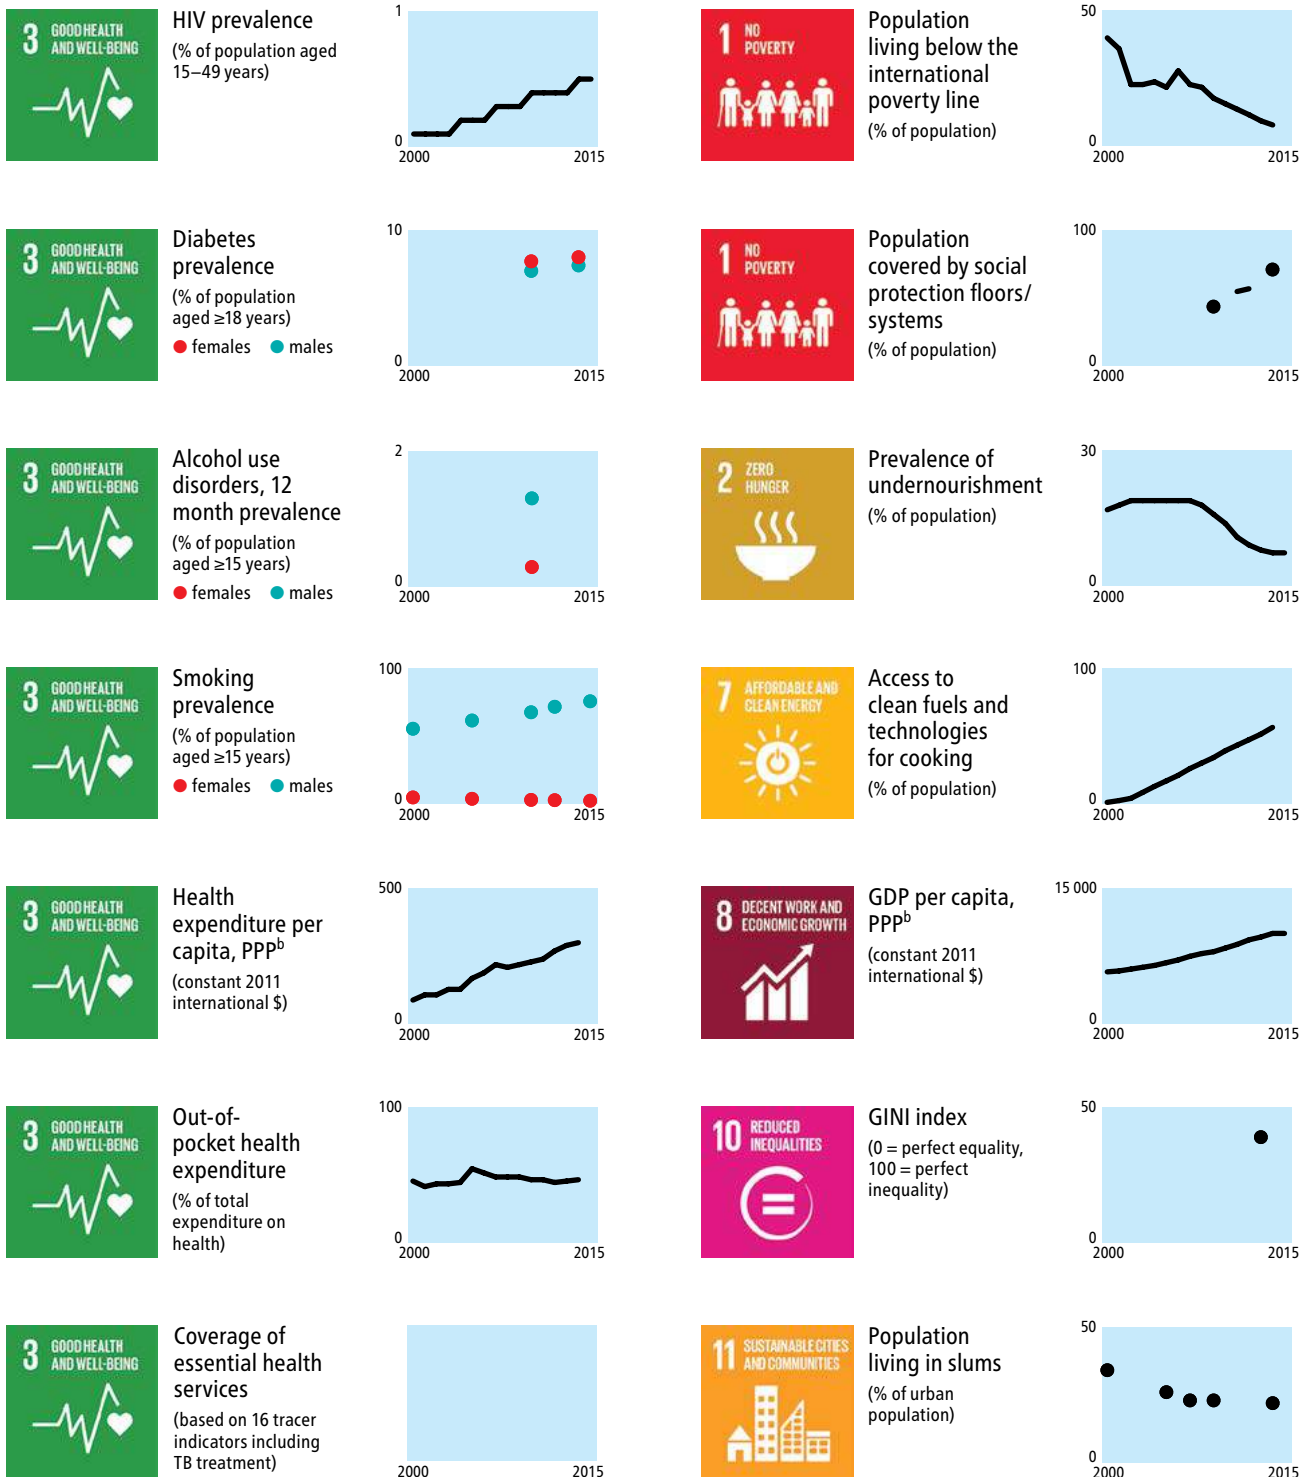 3 GOOD HEALTH
AND WELL-BEING
HIV prevalence
(% of population aged
15–49 years)
1
0
2000 2015
1 NO
POVERTY
Population
living below the
international
poverty line
(% of population)
50
0
2000 2015
3 GOOD HEALTH
AND WELL-BEING
Diabetes
prevalence
(% of population
aged ≥18 years)
females males
10
0
2000 2015
1 NO
POVERTY
Population
covered by social
protection floors/
systems
(% of population)
100
0
2000 2015
3 GOOD HEALTH
AND WELL-BEING
Alcohol use
disorders, 12
month prevalence
(% of population
aged ≥15 years)
females males
2
0
2000 2015
2 ZERO
HUNGER
Prevalence of
undernourishment
(% of population)
30
0
2000 2015
3 GOOD HEALTH
AND WELL-BEING
Smoking
prevalence
(% of population
aged ≥15 years)
females males
100
0
2000 2015
7 AFFORDABLE AND
CLEAN ENERGY
Access to
clean fuels and
technologies
for cooking
(% of population)
100
0
2000 2015
3 GOOD HEALTH
AND WELL-BEING
Health
expenditure per
capita, PPPb
(constant 2011
international $)
500
0
2000 2015
8 DECENT WORK AND
ECONOMIC GROWTH
GDP per capita,
PPPb
(constant 2011
international $)
15 000
0
2000 2015
3 GOOD HEALTH
AND WELL-BEING
Out-of-
pocket health
expenditure
(% of total
expenditure on
health)
100
0
2000 2015
10 REDUCED
INEQUALITIES
GINI index
(0 = perfect equality,
100 = perfect
inequality)
50
0
2000 2015
3 GOOD HEALTH
AND WELL-BEING
Coverage of
essential health
services
(based on 16 tracer
indicators including
TB treatment)
2000 2015
11 SUSTAINABLE CITIES
AND COMMUNITIES
Population
living in slums
(% of urban
population)
50
0
2000 2015